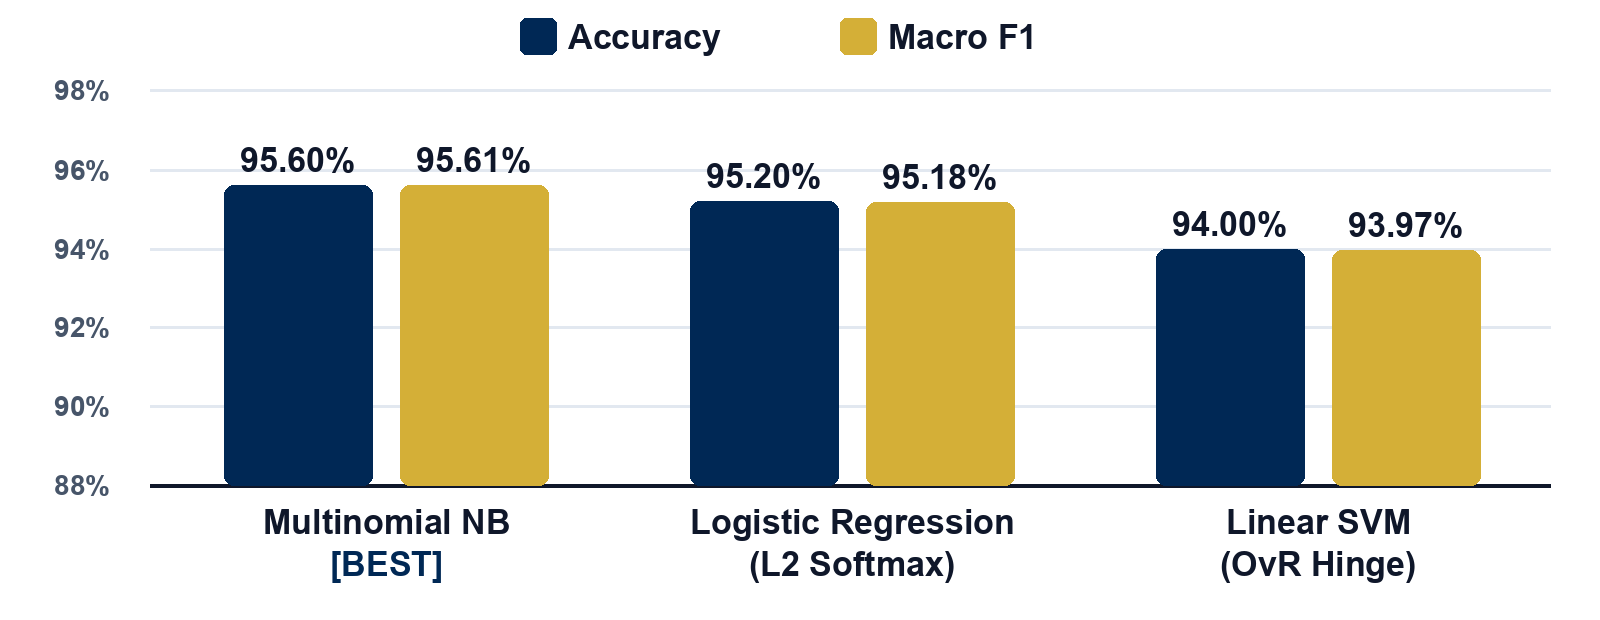 Accuracy Macro F1
98%
96%
94%
92%
90%
88%
95.60% 95.61% 95.20% 95.18% 94.00% 93.97%
Multinomial NB
[BEST]
Logistic Regression
(L2 Softmax)
Linear SVM
(OvR Hinge)